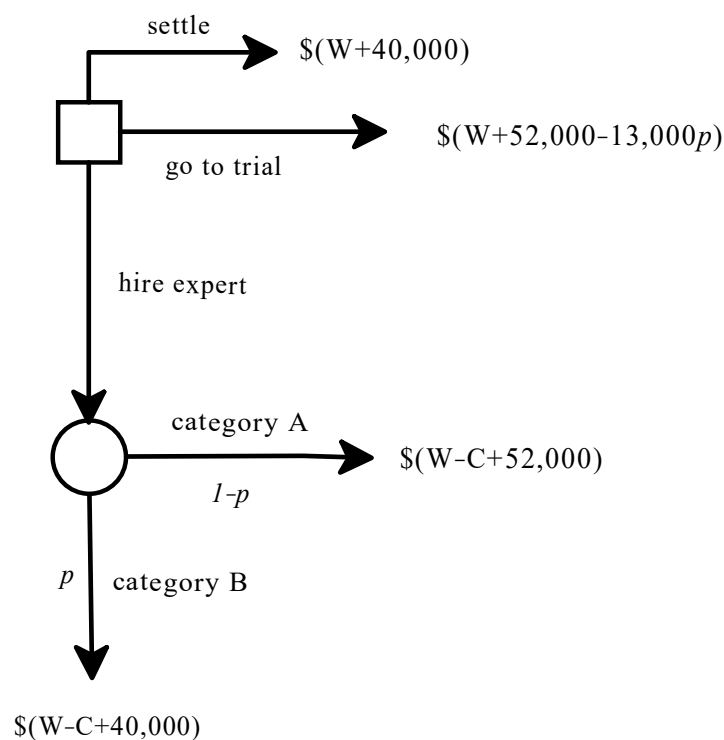 settle
$(W+40,000)
$(W+52,000-13,000p)
go to trial
hire expert
category A
$(W-C+52,000)
1-p
p
category B
$(W-C+40,000)